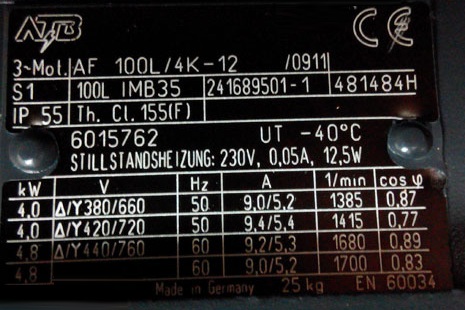 ATB CE
3~Mot. AF 100L/4K-12 /0911
S1 100L IMB35 241689501-1 481484H
IP 55 Th. Cl. 155(F)
6015762 UT -40°C
STILLSTANDSHEIZUNG: 230V, 0,05A, 12,5W
kW V Hz A 1/min cos φ
4.0 Δ/Y380/660 50 9,0/5,2 1385 0,87
4.0 Δ/Y420/720 50 9,4/5,4 1415 0,77
4.8 Δ/Y440/760 60 9,2/5,3 1680 0,89
4,8 60 9,0/5,2 1700 0,83
Made in Germany 25 kg EN 60034